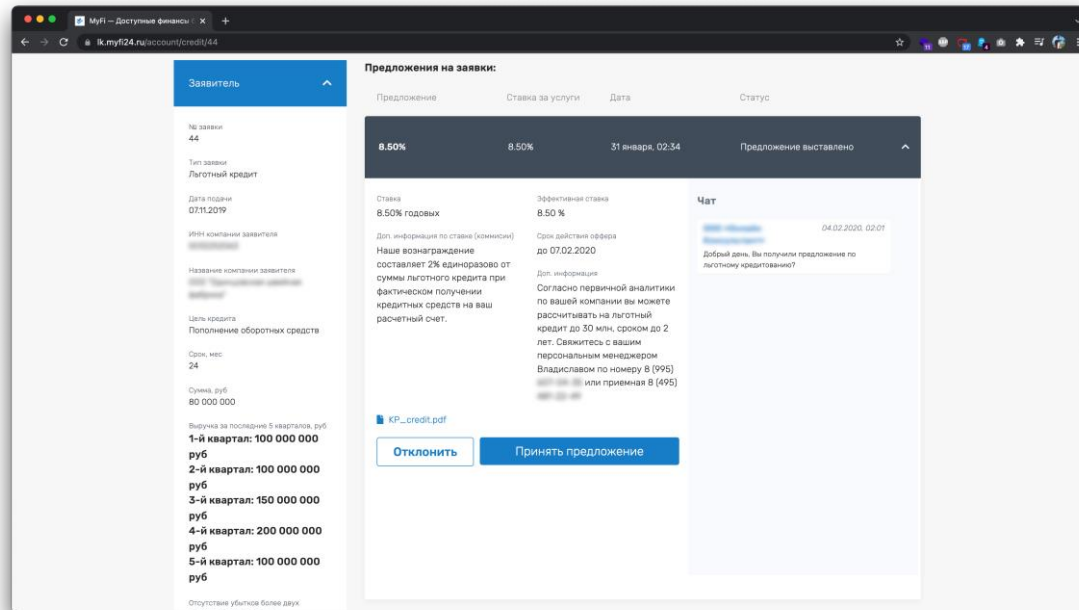 MyFi — Доступные финансы
lk.myfi24.ru/account/credit/44
Заявитель
№ заявки
44
Тип заявки
Льготный кредит
Дата подачи
07.11.2019
ИНН компании заявителя
Название компании заявителя
Цель кредита
Пополнение оборотных средств
Срок, мес
24
Сумма, руб
80 000 000
Выручка за последние 5 кварталов, руб
1-й квартал: 100 000 000
руб
2-й квартал: 100 000 000
руб
3-й квартал: 150 000 000
руб
4-й квартал: 200 000 000
руб
5-й квартал: 100 000 000
руб
Отсутствие убытков более двух
Предложения на заявки:
Предложение Ставка за услуги Дата Статус
8.50% 8.50% 31 января, 02:34 Предложение выставлено
Ставка
8.50% годовых
Доп. информация по ставке (комиссии)
Наше вознаграждение
составляет 2% единоразово от
суммы льготного кредита при
фактическом получении
кредитных средств на ваш
расчетный счет.
Эффективная ставка
8.50 %
Срок действия оффера
до 07.02.2020
Доп. информация
Согласно первичной аналитики
по вашей компании вы можете
рассчитывать на льготный
кредит до 30 млн, сроком до 2
лет. Свяжитесь с вашим
персональным менеджером
Владиславом по номеру 8 (995)
или приемная 8 (495)
KP_credit.pdf
Отклонить
Принять предложение
Чат
04.02.2020, 02:01
Добрый день, Вы получили предложение по
льготному кредитованию?